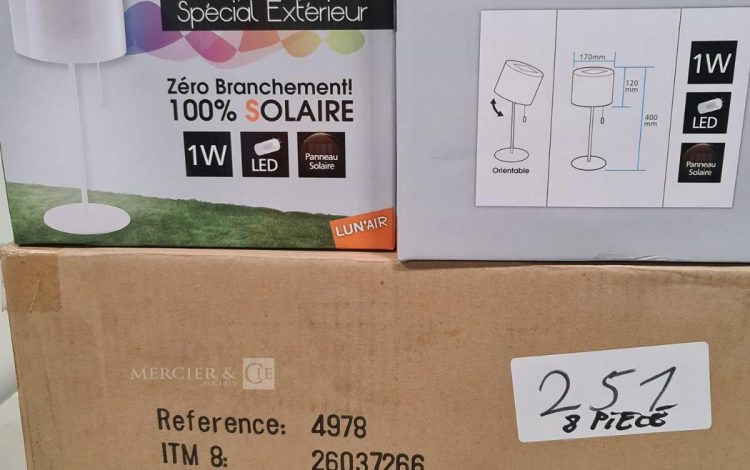 Spécial Extérieur
Zéro Branchement!
100% SOLAIRE
1W
LED
Panneau
Solaire
LUN'AIR
170mm
120
mm
400
mm
Orientable
1W
LED
Panneau
Solaire
MERCIER & CIE
AUCTION
251
8 PIECE
Reference: 4978
ITM 8: 26037266